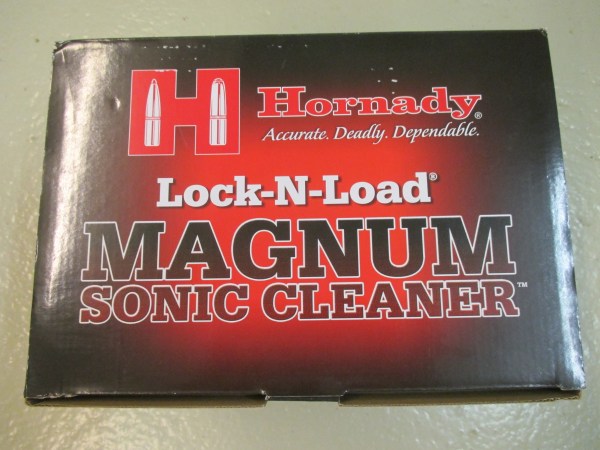 H Hornady®
Accurate. Deadly. Dependable.
Lock-N-Load®
MAGNUM
SONIC CLEANER™